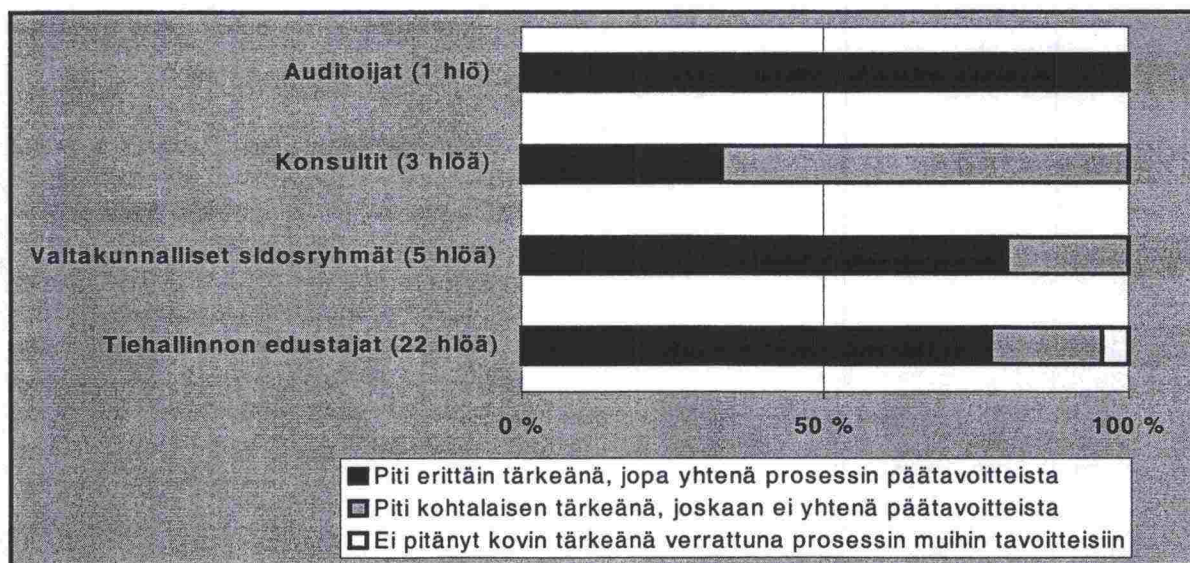 Auditoijat (1 hlö)
Konsultit (3 hlöä)
Valtakunnalliset sidosryhmät (5 hlöä)
Tiehallinnon edustajat (22 hlöä)
0 %
50 %
100 %
Piti erittäin tärkeänä, jopa yhtenä prosessin päätavoitteista
Piti kohtalaisen tärkeänä, joskaan ei yhtenä päätavoitteista
Ei pitänyt kovin tärkeänä verrattuna prosessin muihin tavoitteisiin